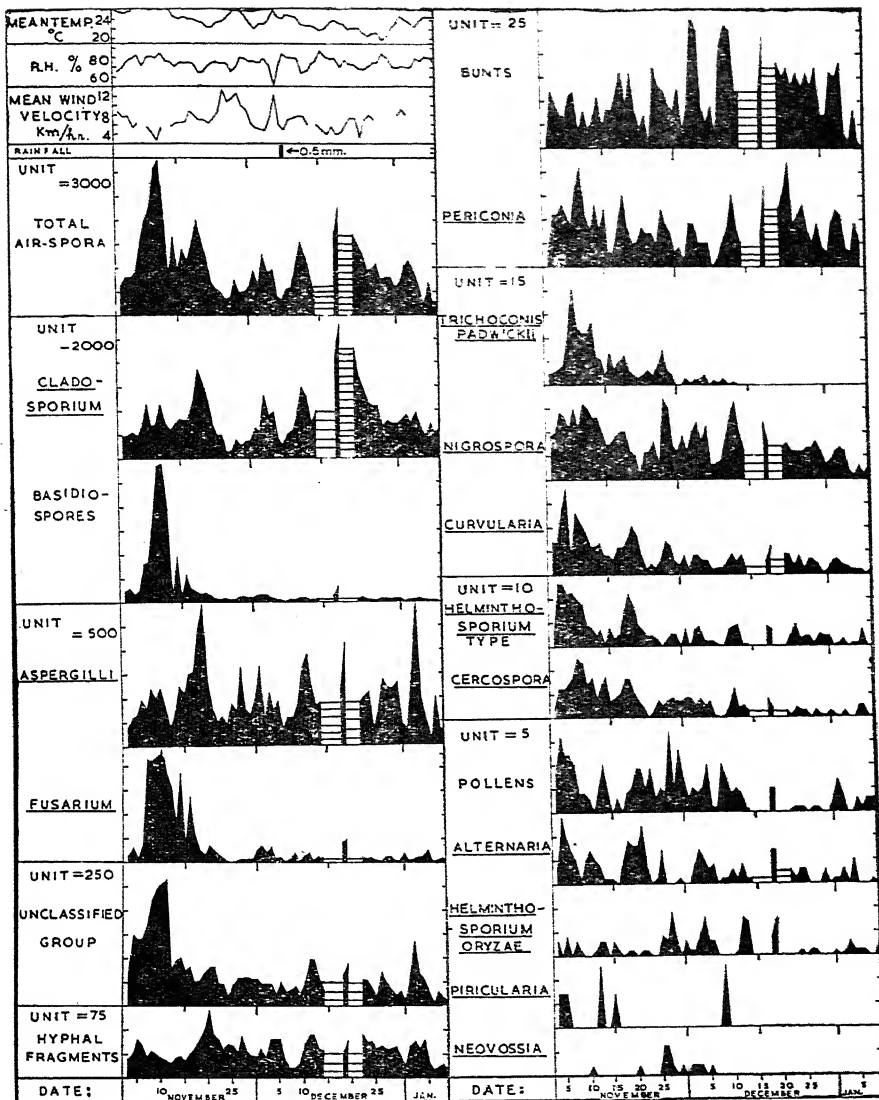 MEAN TEMP. 24
°C 20
R.H. % 80
60
MEAN WIND 12
VELOCITY 8
Km/hr. 4
RAINFALL ←0.5mm.
UNIT
=3000
TOTAL
AIR-SPORA
UNIT
-2000
CLADO-
SPORIUM
BASIDIO-
SPORES
UNIT
= 500
ASPERGILLI
FUSARIUM
UNIT =250
UNCLASSIFIED
GROUP
UNIT =75
HYPHAL
FRAGMENTS
DATE: 10 NOVEMBER 25 5 DECEMBER 25 JAN.
UNIT= 25
BUNTS
PERICONIA
UNIT =15
TRICHOCONIS
PADWICKII
NIGROSPORA
CURVULARIA
UNIT =10
HELMINTHO-
SPORIUM
TYPE
CERCOSPORA
UNIT = 5
POLLENS
ALTERNARIA
HELMINTHO-
SPORIUM
ORYZAE
PIRICULARIA
NEOVOSSIA
DATE: 5 10 15 20 25 5 10 15 20 25 5
NOVEMBER DECEMBER JAN.